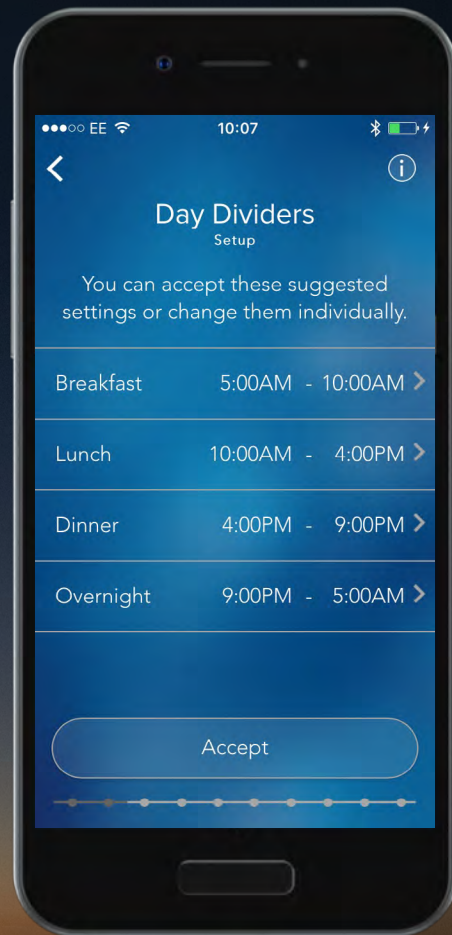 ●●●○○ EE 10:07
i
Day Dividers
Setup
You can accept these suggested
settings or change them individually.
Breakfast 5:00AM - 10:00AM
Lunch 10:00AM - 4:00PM
Dinner 4:00PM - 9:00PM
Overnight 9:00PM - 5:00AM
Accept